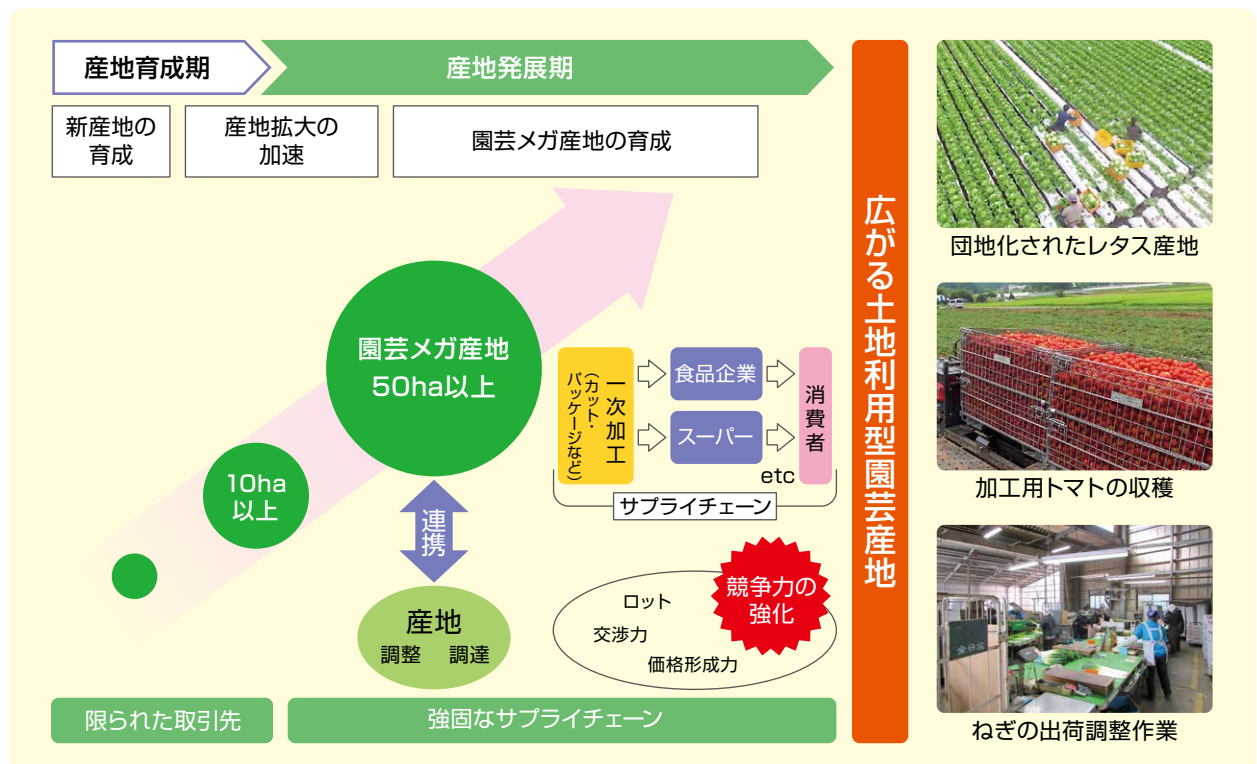 産地育成期
産地発展期
新産地の
育成
産地拡大の
加速
園芸メガ産地の育成
園芸メガ産地
50ha以上
10ha
以上
連携
産地
調整 調達
一次加工
（カット・
パッケージなど）
食品企業
スーパー
消費者
etc
サプライチェーン
競争力の
強化
ロット
交渉力
価格形成力
限られた取引先
強固なサプライチェーン
広がる土地利用型園芸産地
団地化されたレタス産地
加工用トマトの収穫
ねぎの出荷調整作業